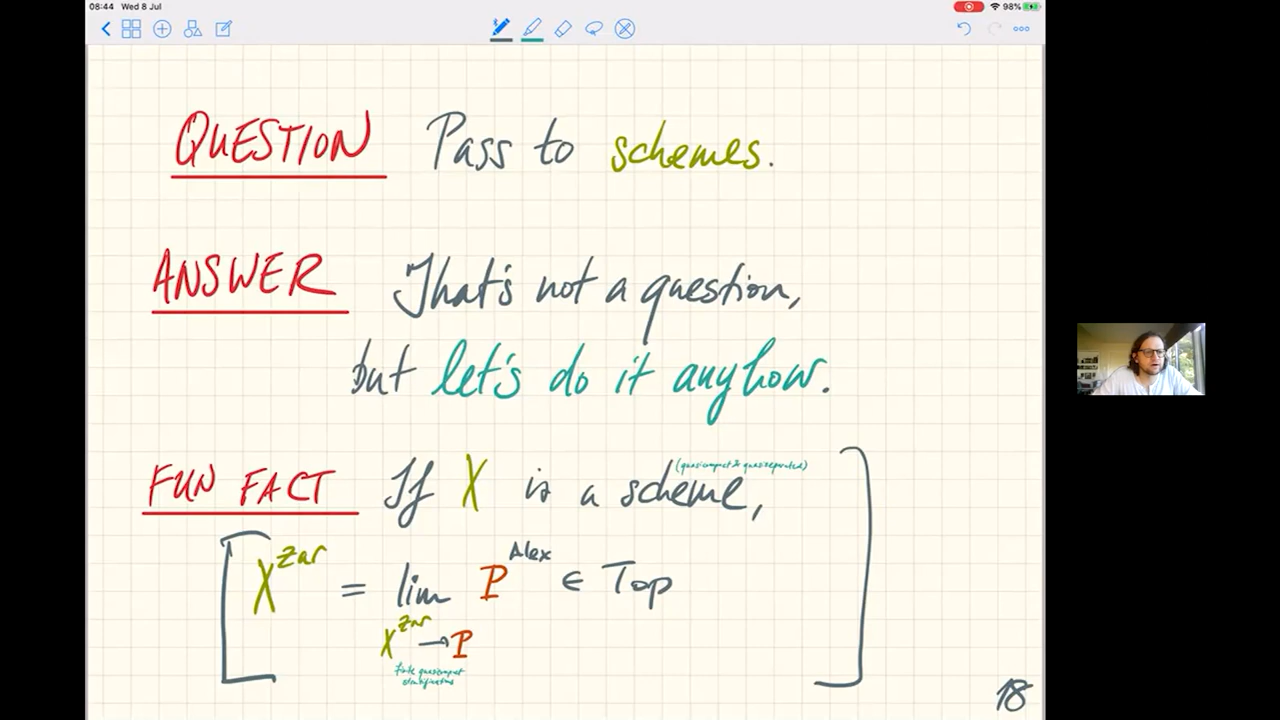 08:44 Wed 8 Jul
98%
QUESTION Pass to schemes.
ANSWER That's not a question,
but let's do it anyhow.
(quasicompact & quasiseparated)
FUN FACT If X is a scheme,
X^Zar = lim P^Alex ∈ Top
X^Zar → P
finite quasicompact
stratifications
18